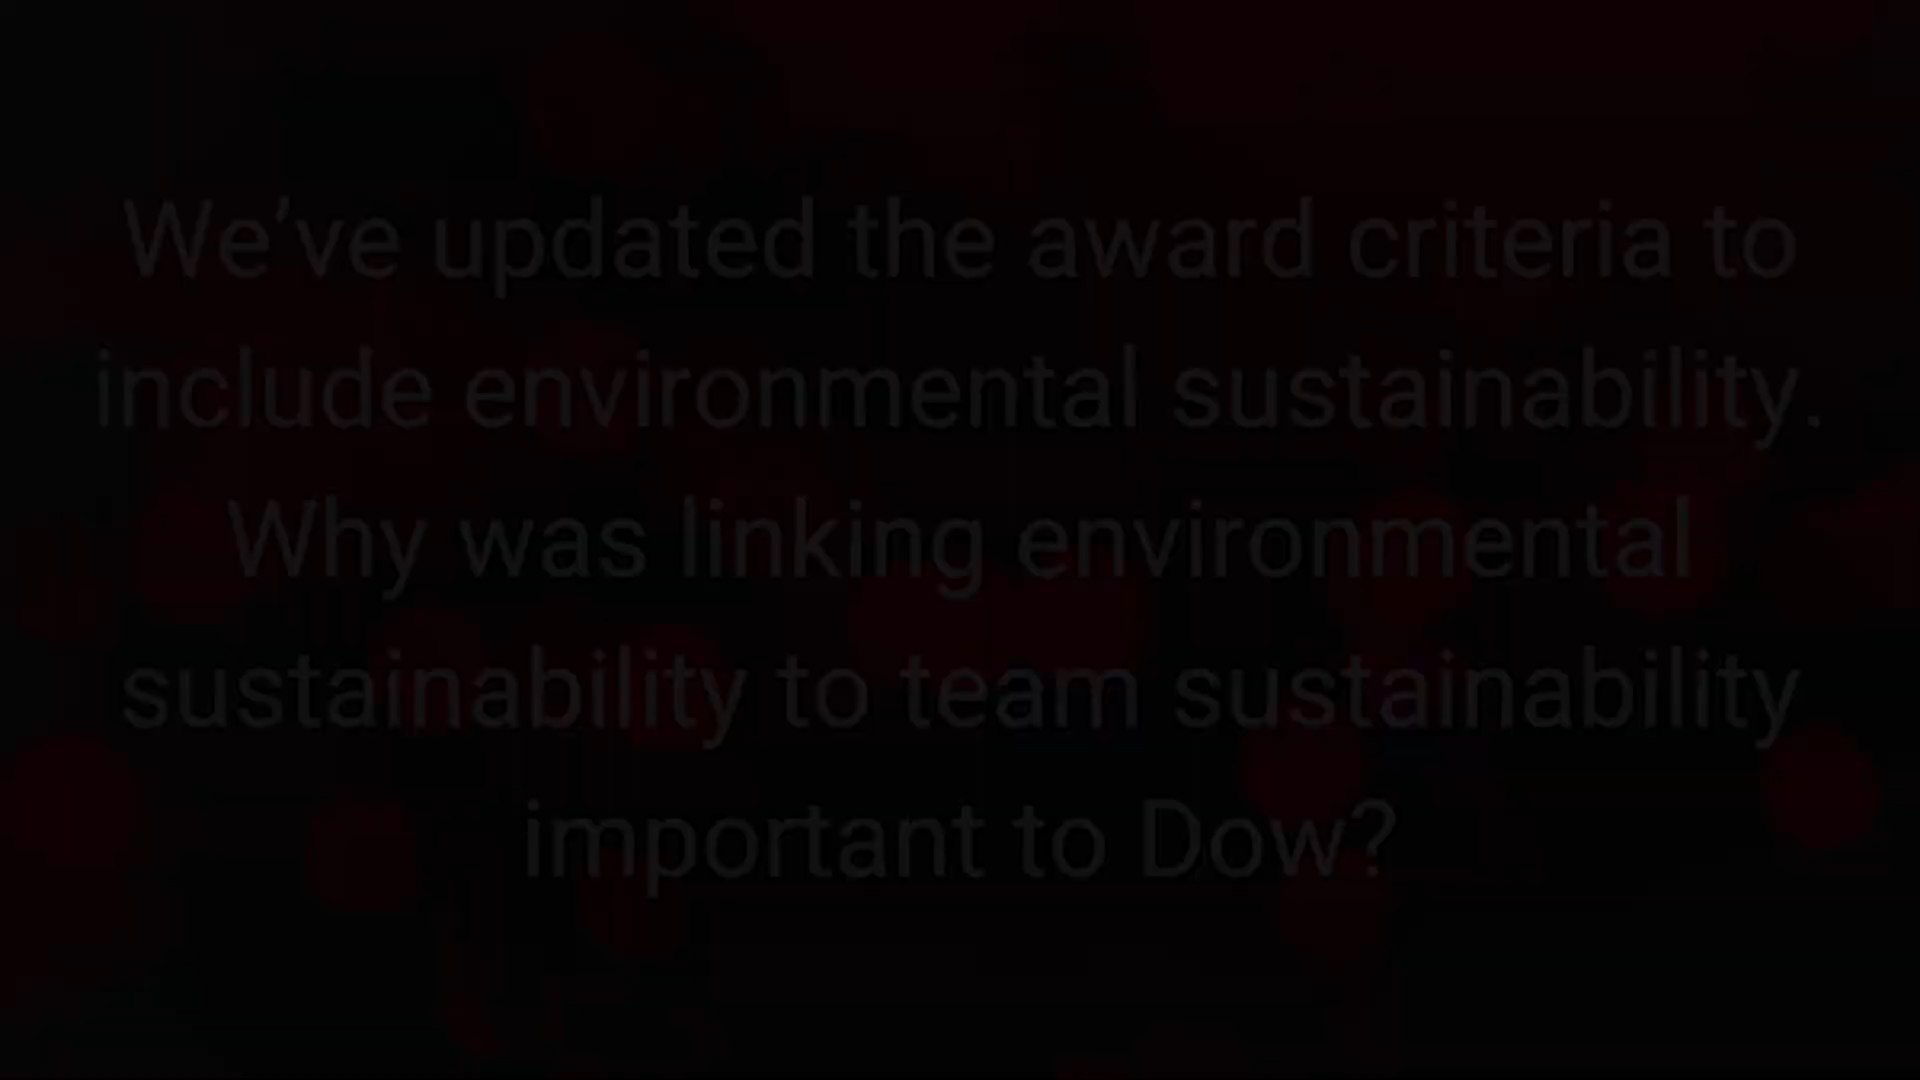 We’ve updated the award criteria to
include environmental sustainability.
Why was linking environmental
sustainability to team sustainability
important to Dow?